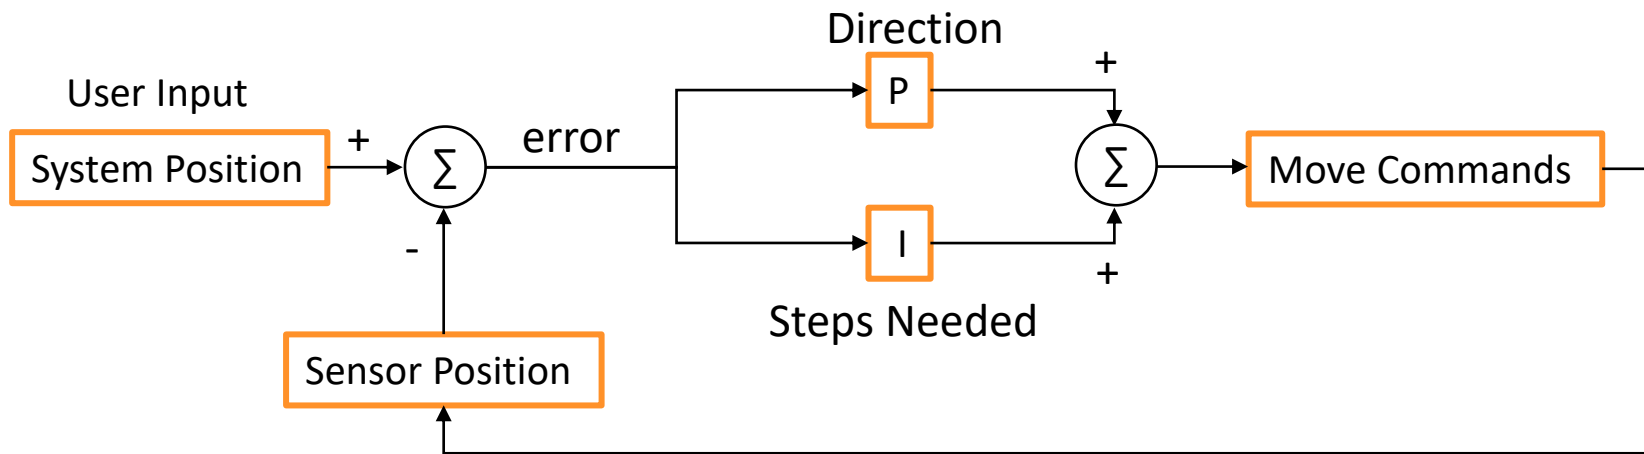 Direction
User Input
P
+
+
System Position
Σ
error
Σ
Move Commands
-
I
+
Steps Needed
Sensor Position